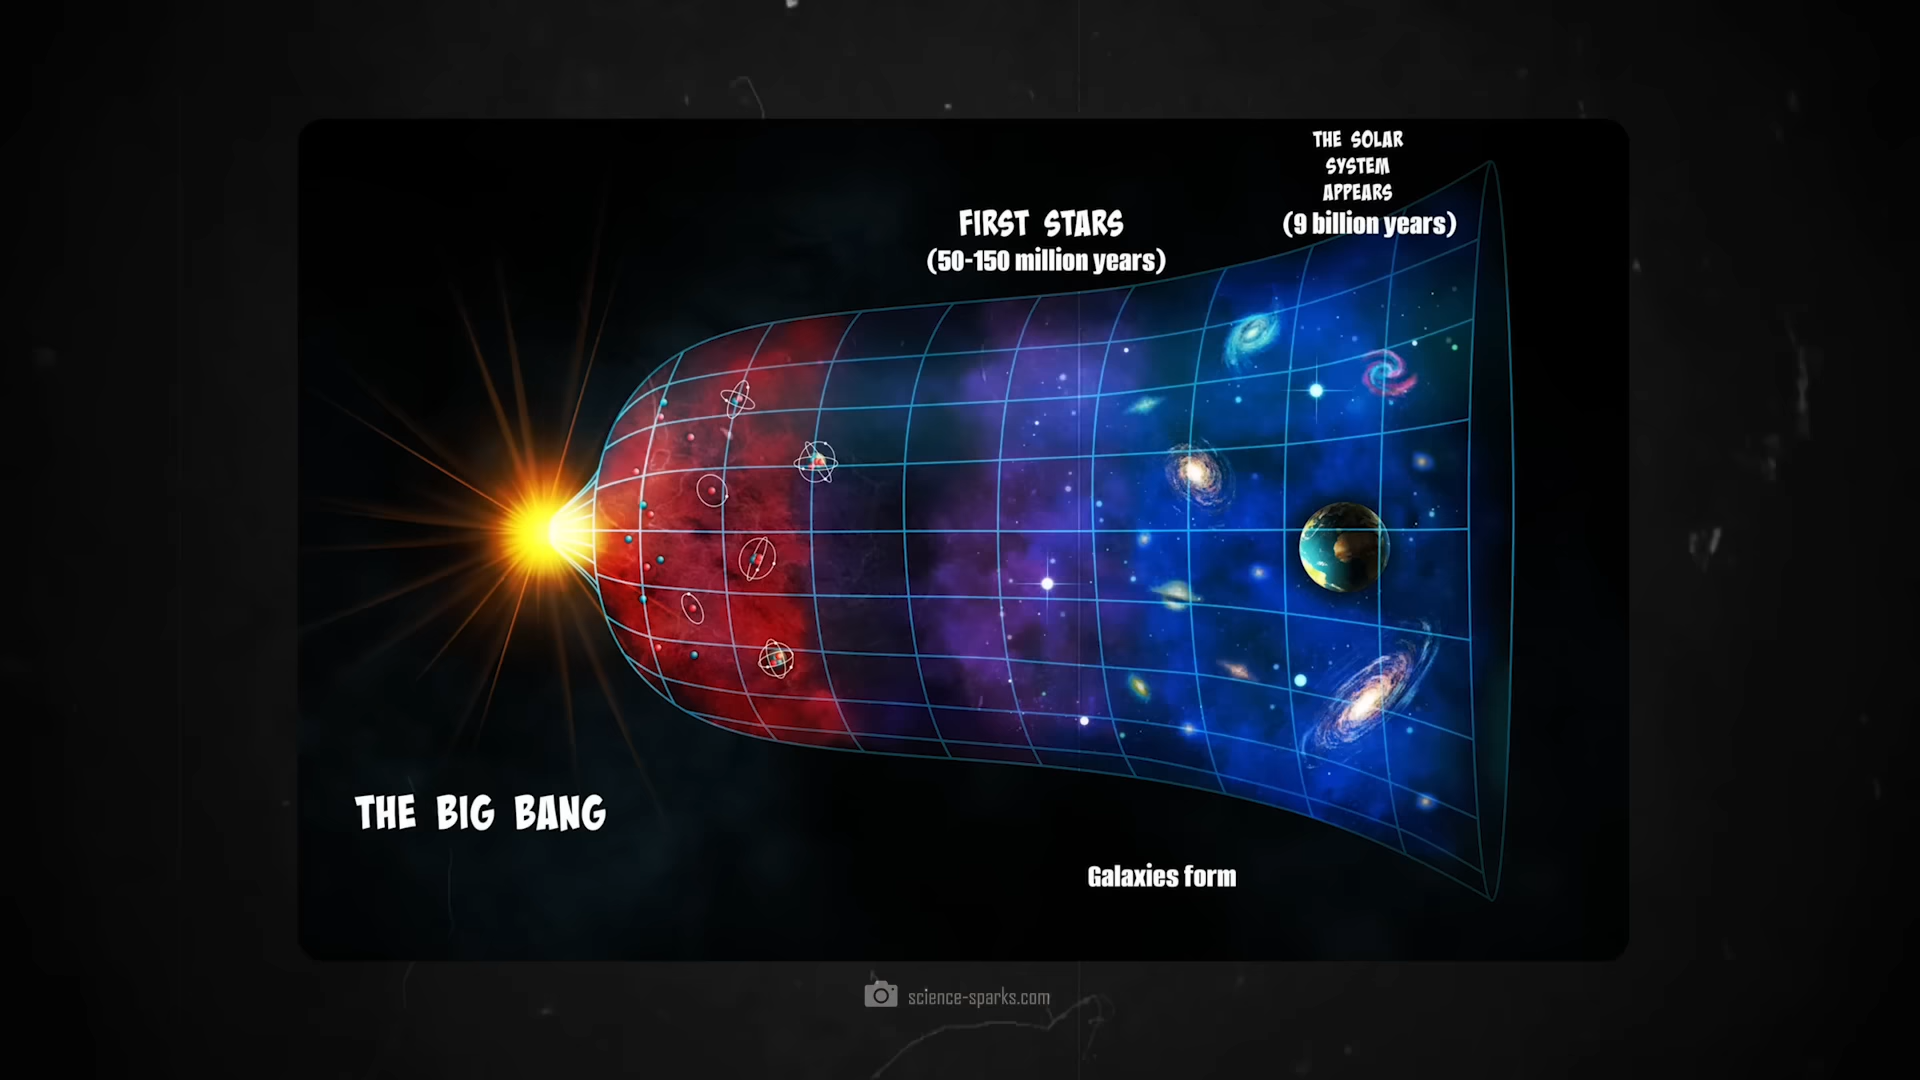 THE SOLAR
SYSTEM
APPEARS
(9 billion years)
FIRST STARS
(50-150 million years)
THE BIG BANG
Galaxies form
science-sparks.com